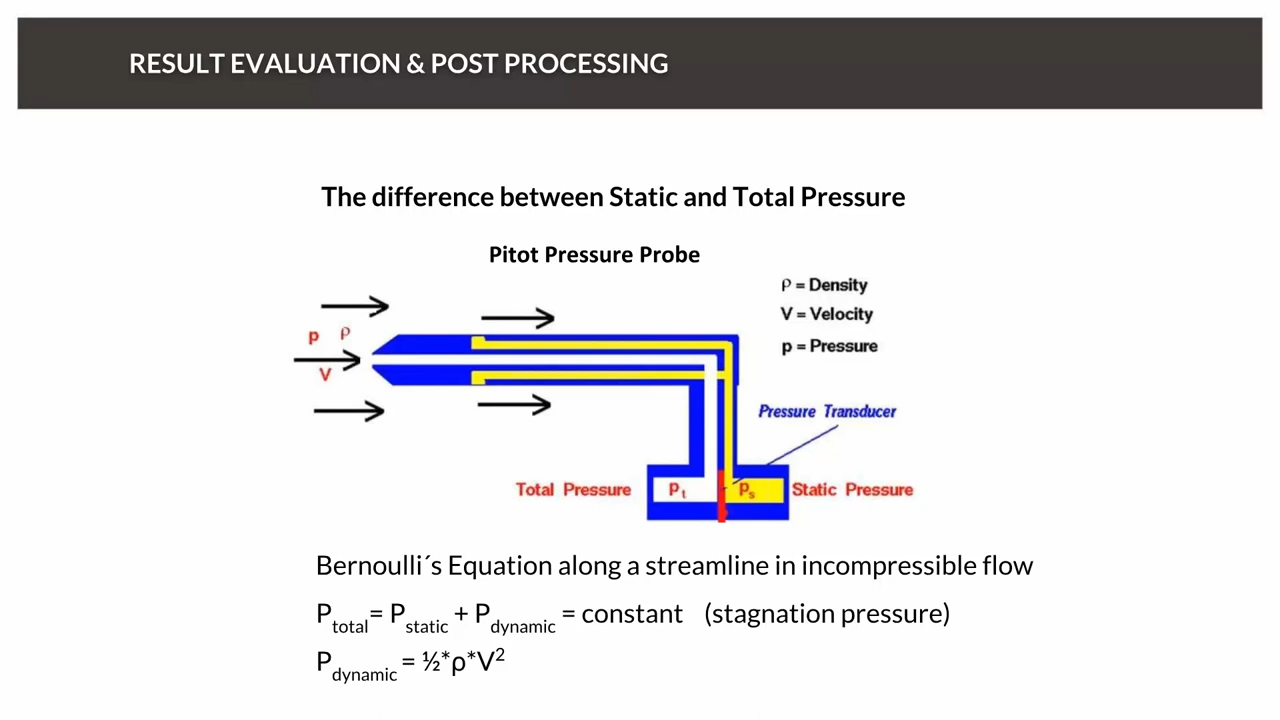 RESULT EVALUATION & POST PROCESSING
The difference between Static and Total Pressure
Pitot Pressure Probe
ρ = Density
V = Velocity
p = Pressure
p ρ
V
Pressure Transducer
Total Pressure pt ps Static Pressure
Bernoulli´s Equation along a streamline in incompressible flow
Ptotal= Pstatic + Pdynamic = constant (stagnation pressure)
Pdynamic = ½*ρ*V²